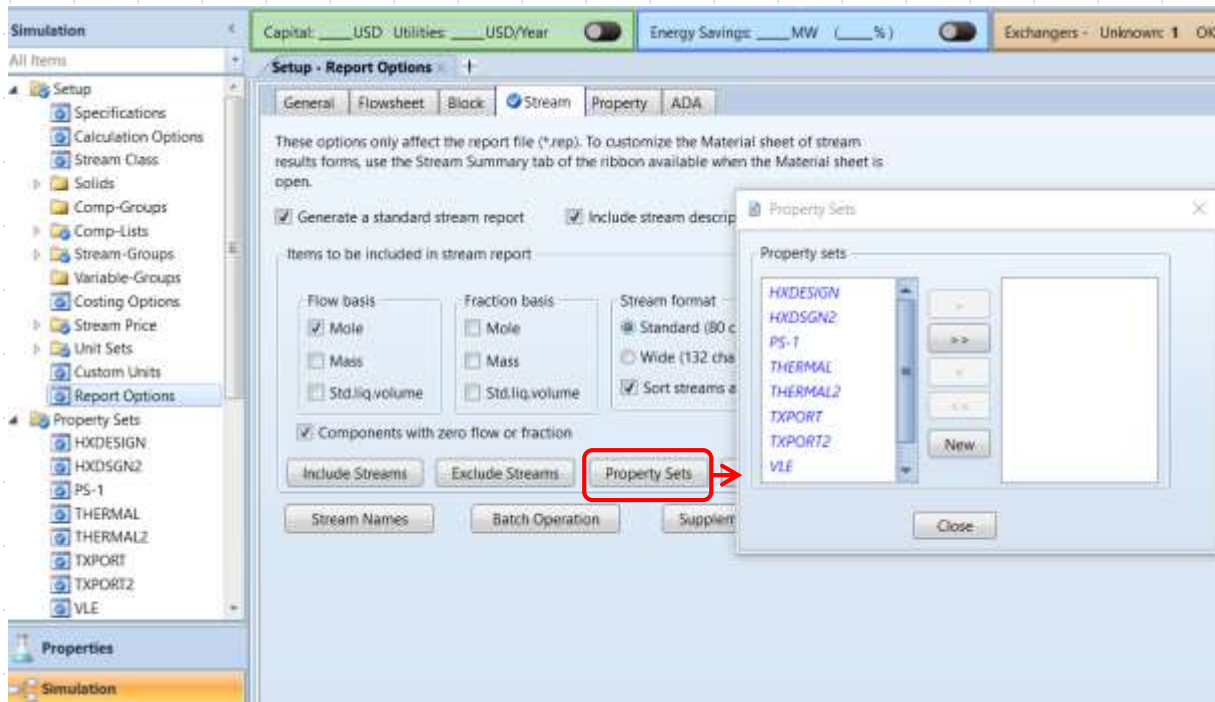 Simulation
All Items
Setup
Specifications
Calculation Options
Stream Class
Solids
Comp-Groups
Comp-Lists
Stream-Groups
Variable-Groups
Costing Options
Stream Price
Unit Sets
Custom Units
Report Options
Property Sets
HXDESIGN
HXDSGN2
PS-1
THERMAL
THERMAL2
TXPORT
TXPORT2
VLE
Properties
Simulation
Capital: ____USD Utilities: ____USD/Year
Energy Savings: ____MW (____%)
Exchangers - Unknown: 1 OK
Setup - Report Options × +
General Flowsheet Block Stream Property ADA
These options only affect the report file (*.rep). To customize the Material sheet of stream
results forms, use the Stream Summary tab of the ribbon available when the Material sheet is
open.
Generate a standard stream report Include stream descrip
Items to be included in stream report
Flow basis
Mole
Mass
Std.liq.volume
Fraction basis
Mole
Mass
Std.liq.volume
Stream format
Standard (80 c
Wide (132 cha
Sort streams a
Components with zero flow or fraction
Include Streams Exclude Streams Property Sets
Stream Names Batch Operation Supplem
Property Sets
Property sets
HXDESIGN
HXDSGN2
PS-1
THERMAL
THERMAL2
TXPORT
TXPORT2
VLE
>
>>
<
<<
New
Close